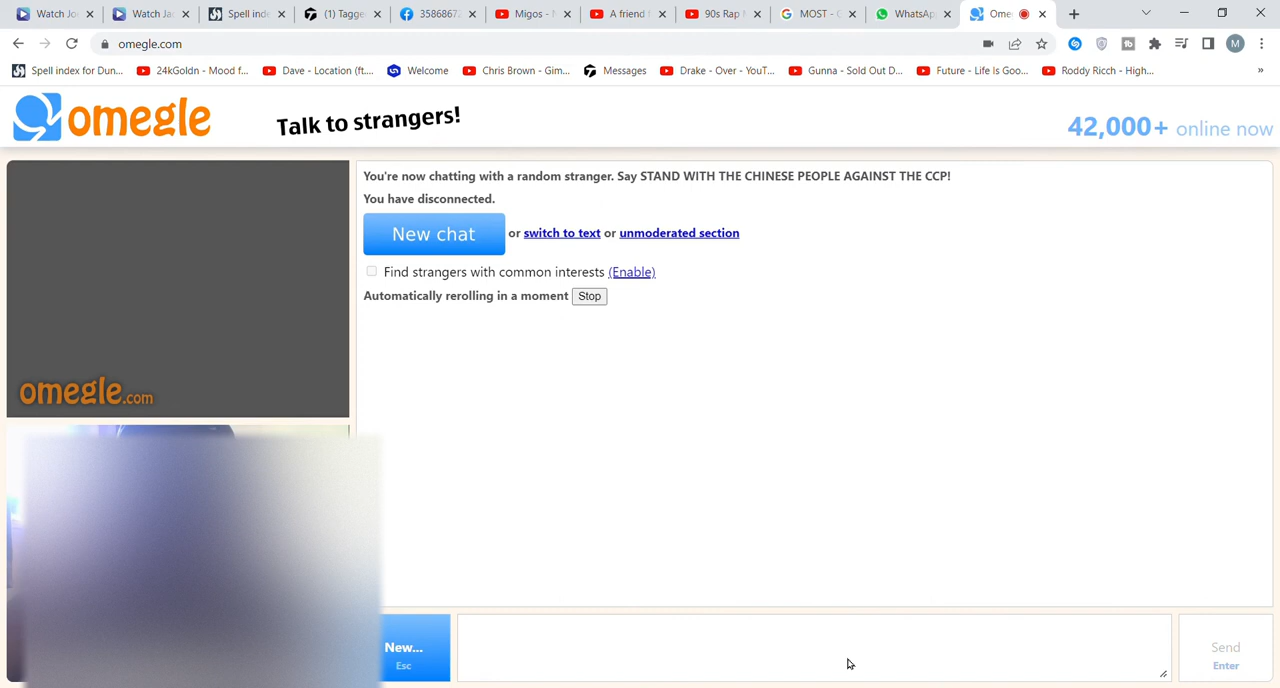 Watch Jo
Watch Ja
Spell inde
(1) Tagge
3586867
Migos - N
A friend f
90s Rap M
MOST - G
WhatsAp
Ome
omegle.com
M
Spell index for Dun...
24kGoldn - Mood f...
Dave - Location (ft....
Welcome
Chris Brown - Gim...
Messages
Drake - Over - YouT...
Gunna - Sold Out D...
Future - Life Is Goo...
Roddy Ricch - High...
»
omegle
Talk to strangers!
42,000+ online now
You're now chatting with a random stranger. Say STAND WITH THE CHINESE PEOPLE AGAINST THE CCP!
You have disconnected.
New chat or switch to text or unmoderated section
Find strangers with common interests (Enable)
Automatically rerolling in a moment Stop
omegle.com
New...
Esc
Send
Enter